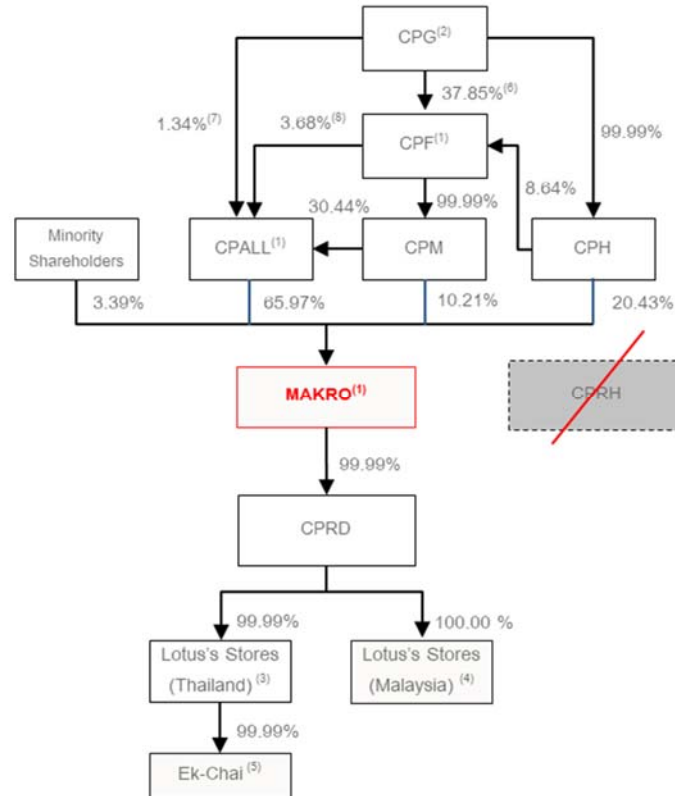 CPG(2)
37.85%(6)
1.34%(7)
3.68%(8)
CPF(1)
99.99%
8.64%
30.44%
99.99%
Minority
Shareholders
CPALL(1)
CPM
CPH
3.39%
65.97%
10.21%
20.43%
MAKRO(1)
CPRH
99.99%
CPRD
99.99%
100.00 %
Lotus's Stores
(Thailand) (3)
Lotus's Stores
(Malaysia) (4)
99.99%
Ek-Chai (5)